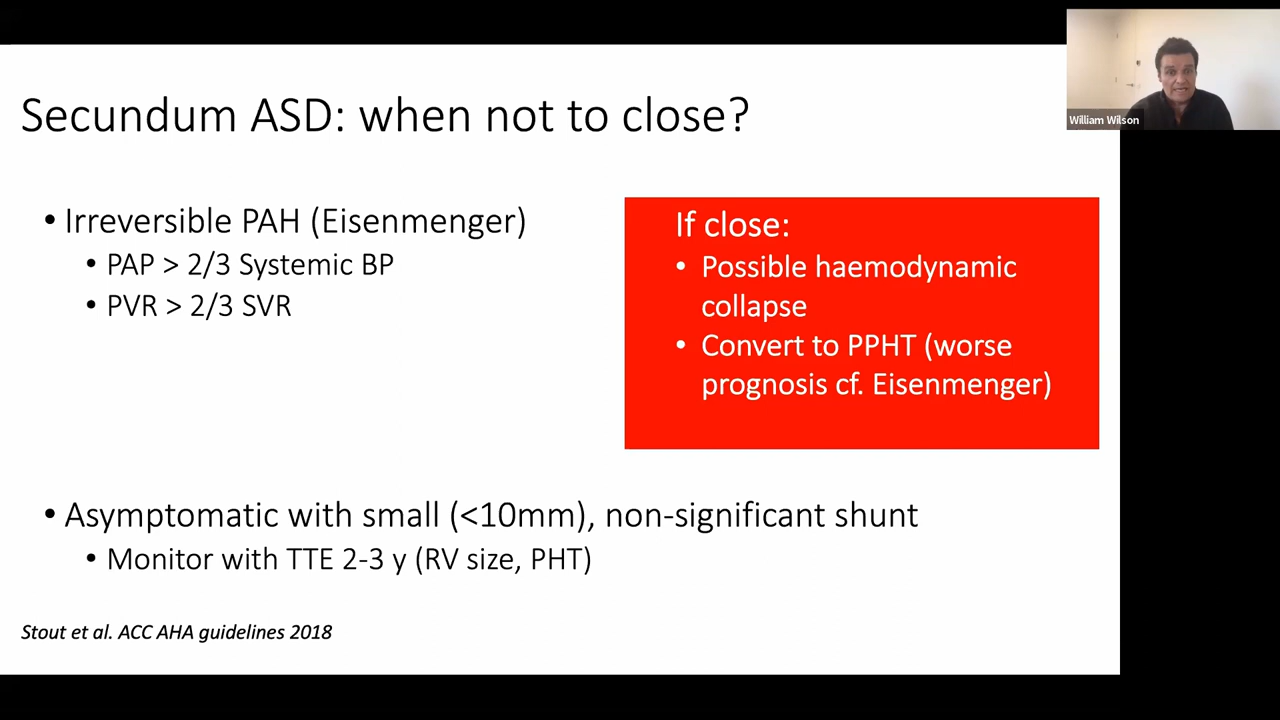 William Wilson
Secundum ASD: when not to close?
• Irreversible PAH (Eisenmenger)
• PAP > 2/3 Systemic BP
• PVR > 2/3 SVR
If close:
• Possible haemodynamic
collapse
• Convert to PPHT (worse
prognosis cf. Eisenmenger)
• Asymptomatic with small (<10mm), non-significant shunt
• Monitor with TTE 2-3 y (RV size, PHT)
Stout et al. ACC AHA guidelines 2018